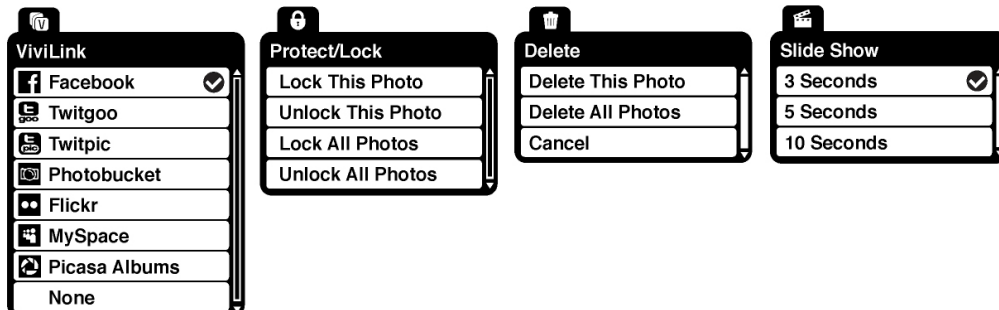 ViviLink
Facebook
Twitgoo
Twitpic
Photobucket
Flickr
MySpace
Picasa Albums
None
Protect/Lock
Lock This Photo
Unlock This Photo
Lock All Photos
Unlock All Photos
Delete
Delete This Photo
Delete All Photos
Cancel
Slide Show
3 Seconds
5 Seconds
10 Seconds